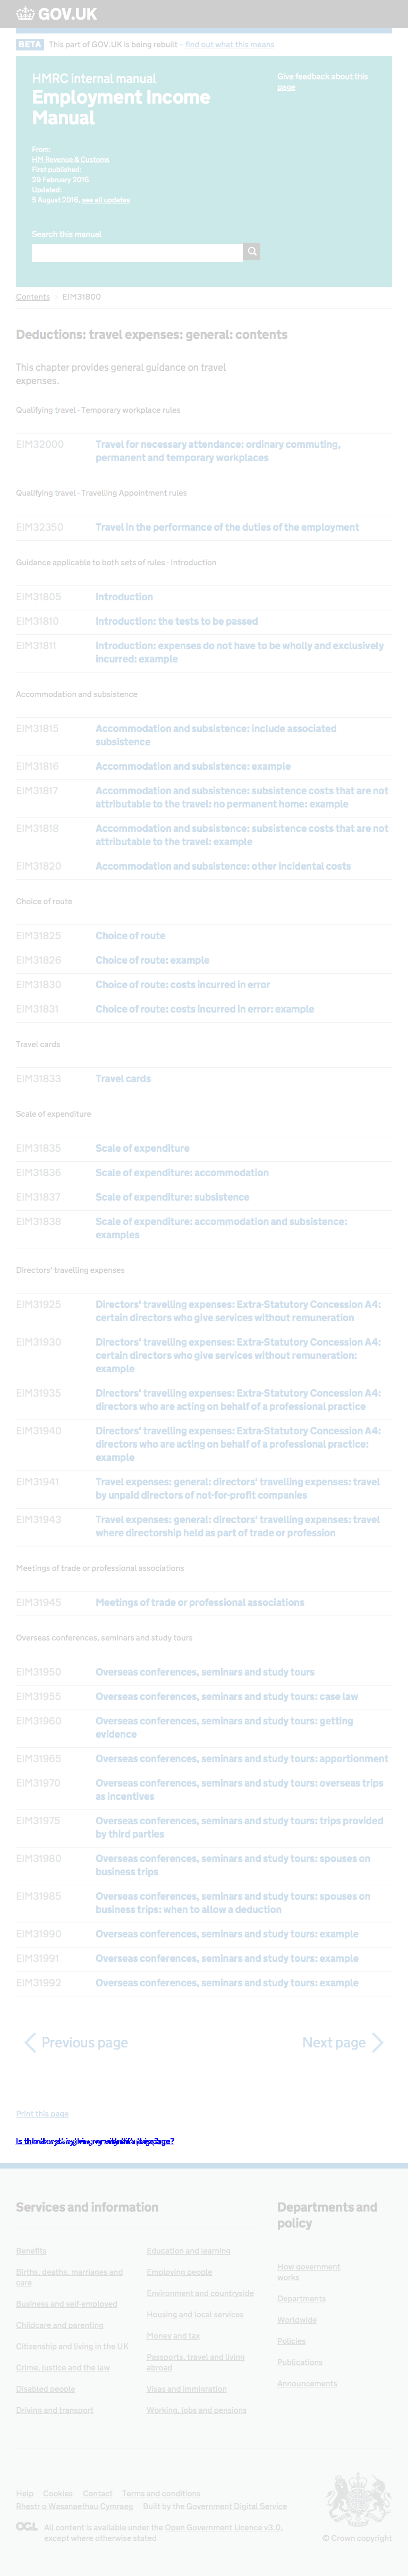 GOV.UK
BETA This part of GOV.UK is being rebuilt – find out what this means
HMRC internal manual
Employment Income
Manual
Give feedback about this
page
From:
HM Revenue & Customs
First published:
29 February 2016
Updated:
5 August 2016, see all updates
Search this manual
Contents
EIM31800
Deductions: travel expenses: general: contents
This chapter provides general guidance on travel
expenses.
Qualifying travel - Temporary workplace rules
EIM32000 Travel for necessary attendance: ordinary commuting,
permanent and temporary workplaces
Qualifying travel - Travelling Appointment rules
EIM32350 Travel in the performance of the duties of the employment
Guidance applicable to both sets of rules - Introduction
EIM31805 Introduction
EIM31810 Introduction: the tests to be passed
EIM31811 Introduction: expenses do not have to be wholly and exclusively
incurred: example
Accommodation and subsistence
EIM31815 Accommodation and subsistence: include associated
subsistence
EIM31816 Accommodation and subsistence: example
EIM31817 Accommodation and subsistence: subsistence costs that are not
attributable to the travel: no permanent home: example
EIM31818 Accommodation and subsistence: subsistence costs that are not
attributable to the travel: example
EIM31820 Accommodation and subsistence: other incidental costs
Choice of route
EIM31825 Choice of route
EIM31826 Choice of route: example
EIM31830 Choice of route: costs incurred in error
EIM31831 Choice of route: costs incurred in error: example
Travel cards
EIM31833 Travel cards
Scale of expenditure
EIM31835 Scale of expenditure
EIM31836 Scale of expenditure: accommodation
EIM31837 Scale of expenditure: subsistence
EIM31838 Scale of expenditure: accommodation and subsistence:
examples
Directors' travelling expenses
EIM31925 Directors' travelling expenses: Extra-Statutory Concession A4:
certain directors who give services without remuneration
EIM31930 Directors' travelling expenses: Extra-Statutory Concession A4:
certain directors who give services without remuneration:
example
EIM31935 Directors' travelling expenses: Extra-Statutory Concession A4:
directors who are acting on behalf of a professional practice
EIM31940 Directors' travelling expenses: Extra-Statutory Concession A4:
directors who are acting on behalf of a professional practice:
example
EIM31941 Travel expenses: general: directors' travelling expenses: travel
by unpaid directors of not-for-profit companies
EIM31943 Travel expenses: general: directors' travelling expenses: travel
where directorship held as part of trade or profession
Meetings of trade or professional associations
EIM31945 Meetings of trade or professional associations
Overseas conferences, seminars and study tours
EIM31950 Overseas conferences, seminars and study tours
EIM31955 Overseas conferences, seminars and study tours: case law
EIM31960 Overseas conferences, seminars and study tours: getting
evidence
EIM31965 Overseas conferences, seminars and study tours: apportionment
EIM31970 Overseas conferences, seminars and study tours: overseas trips
as incentives
EIM31975 Overseas conferences, seminars and study tours: trips provided
by third parties
EIM31980 Overseas conferences, seminars and study tours: spouses on
business trips
EIM31985 Overseas conferences, seminars and study tours: spouses on
business trips: when to allow a deduction
EIM31990 Overseas conferences, seminars and study tours: example
EIM31991 Overseas conferences, seminars and study tours: example
EIM31992 Overseas conferences, seminars and study tours: example
Previous page
Next page
Print this page
Services and information
Benefits
Births, deaths, marriages and
care
Business and self-employed
Childcare and parenting
Citizenship and living in the UK
Crime, justice and the law
Disabled people
Driving and transport
Education and learning
Employing people
Environment and countryside
Housing and local services
Money and tax
Passports, travel and living
abroad
Visas and immigration
Working, jobs and pensions
Departments and
policy
How government
works
Departments
Worldwide
Policies
Publications
Announcements
Help Cookies Contact Terms and conditions
Rhestr o Wasanaethau Cymraeg Built by the Government Digital Service
OGL All content is available under the Open Government Licence v3.0,
except where otherwise stated
© Crown copyright